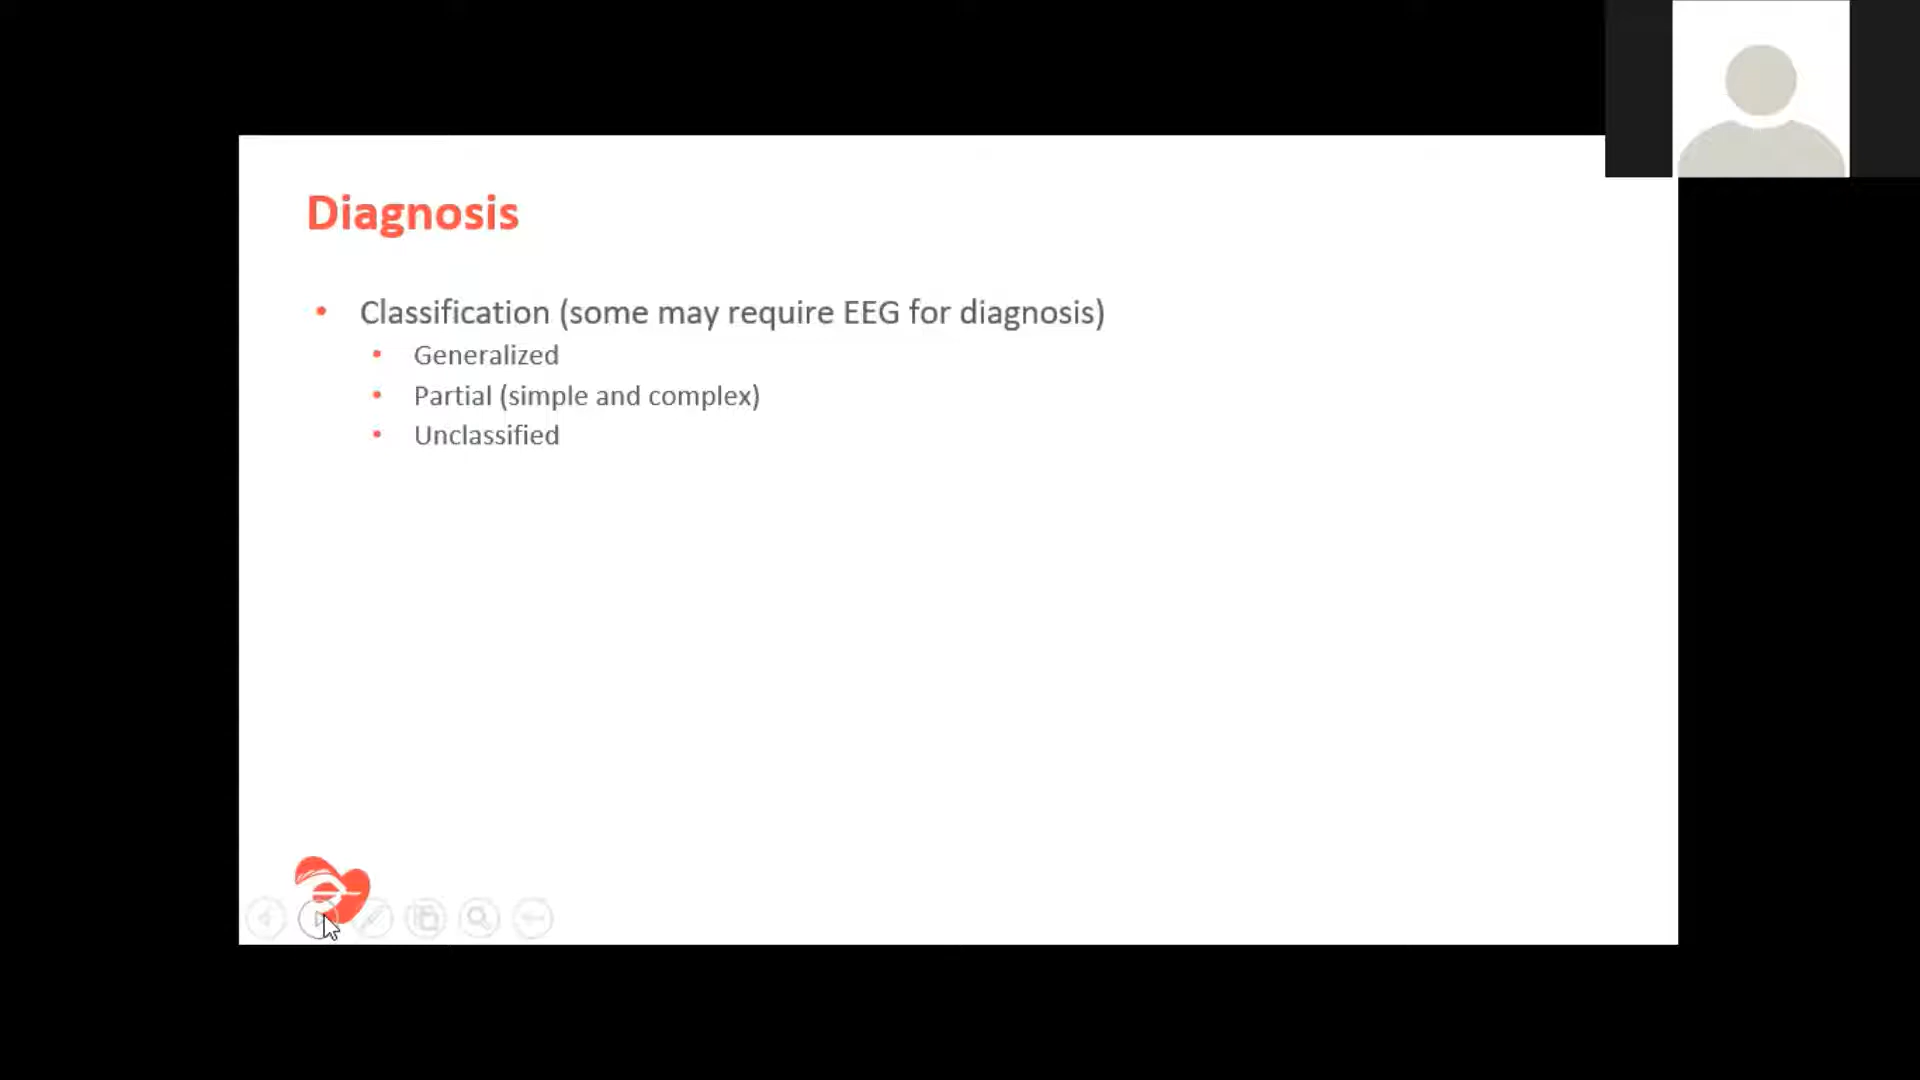 Diagnosis
• Classification (some may require EEG for diagnosis)
• Generalized
• Partial (simple and complex)
• Unclassified